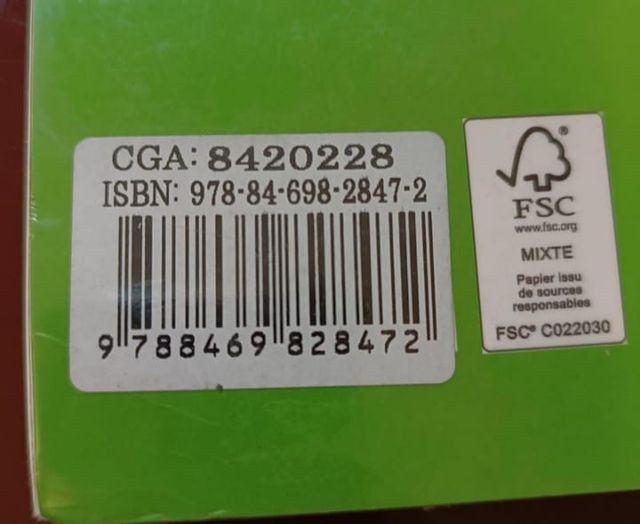 CGA: 8420228
ISBN: 978-84-698-2847-2
9 788469 828472
®
FSC
www.fsc.org
MIXTE
Papier issu
de sources
responsables
FSC® C022030